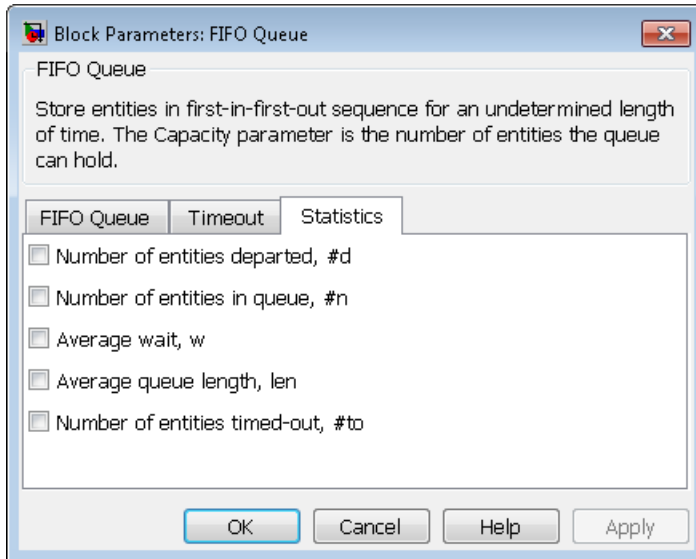 Block Parameters: FIFO Queue
FIFO Queue
Store entities in first-in-first-out sequence for an undetermined length
of time. The Capacity parameter is the number of entities the queue
can hold.
FIFO Queue Timeout Statistics
Number of entities departed, #d
Number of entities in queue, #n
Average wait, w
Average queue length, len
Number of entities timed-out, #to
OK Cancel Help Apply